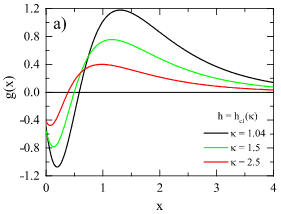 a)
1.2
0.8
0.4
0.0
-0.4
-0.8
-1.2
g(x)
h = h_c1(κ)
κ = 1.04
κ = 1.5
κ = 2.5
0 1 2 3 4
x